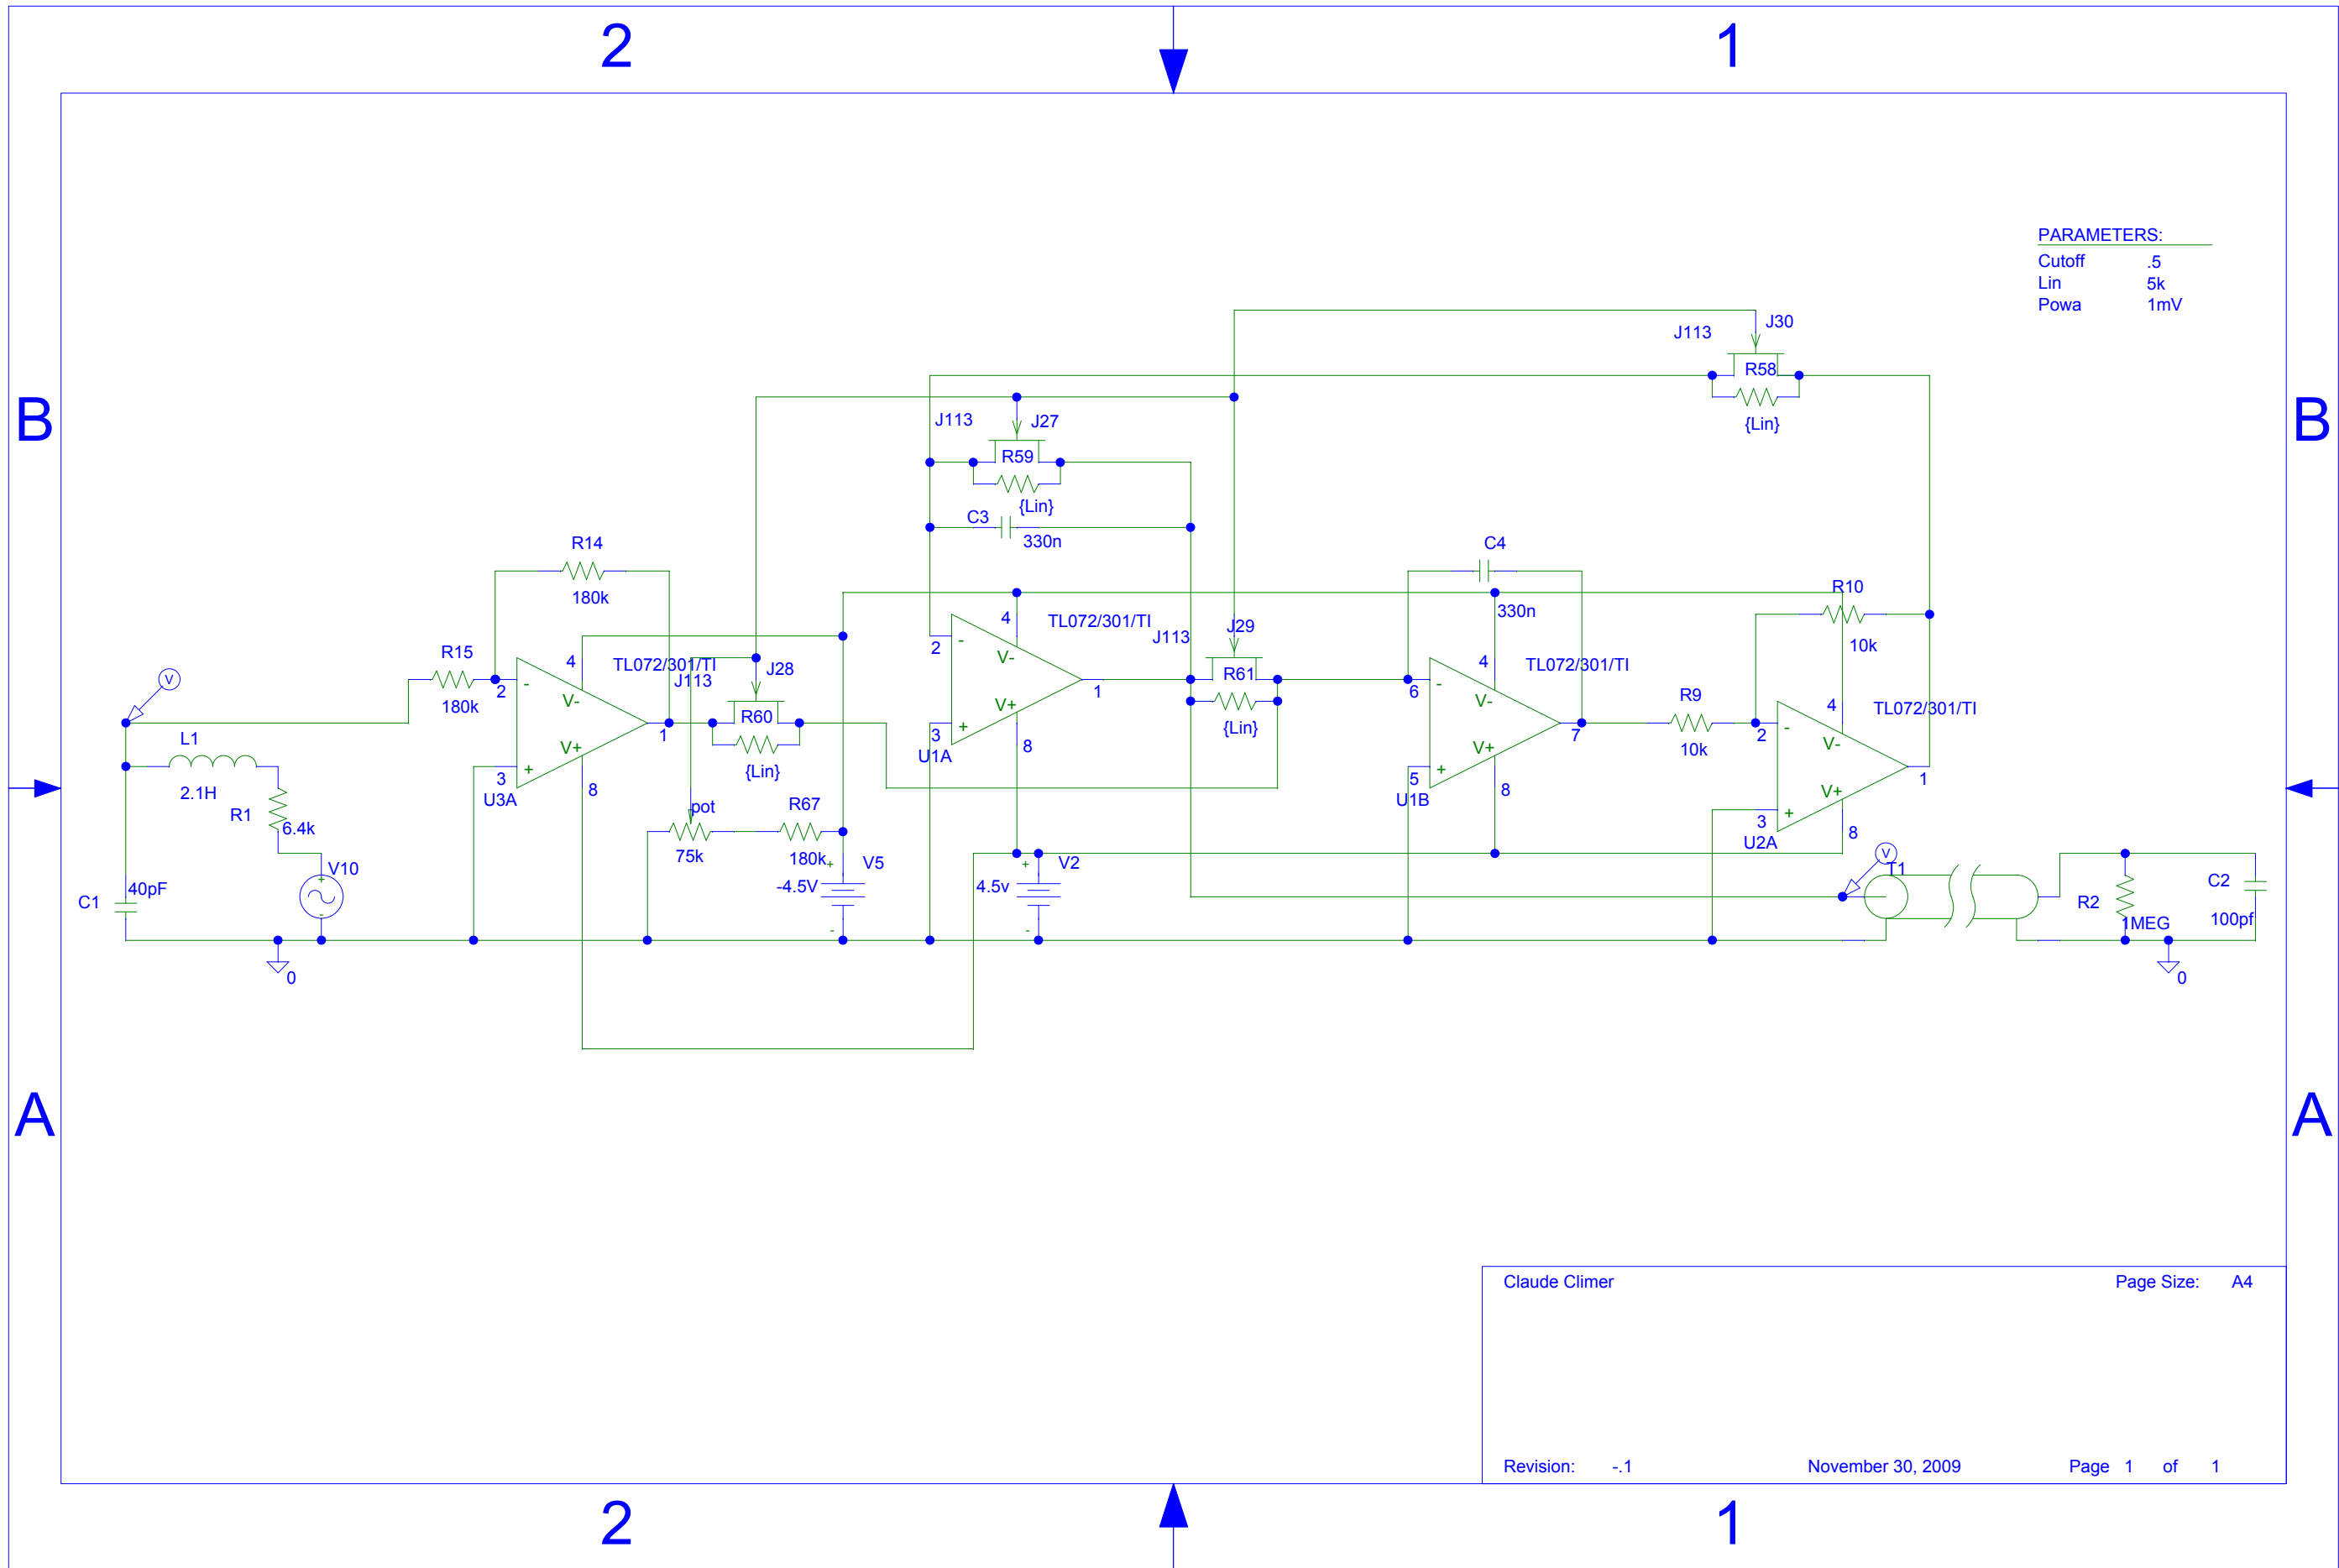 2
1
PARAMETERS:
Cutoff .5
Lin 5k
Powa 1mV
J30
J113
R58
{Lin}
B
B
J113
J27
R59
{Lin}
C3
330n
R14
180k
C4
330n
R10
10k
4
TL072/301/TI
2
-
V-
V+
+
3
8
1
U1A
J113
J29
R61
{Lin}
R15
180k
4
TL072/301/TI
2
-
V-
V+
+
3
8
1
U3A
J113
J28
R60
{Lin}
4
TL072/301/TI
6
-
V-
V+
+
5
8
7
U1B
R9
10k
4
TL072/301/TI
2
-
V-
V+
+
3
8
1
U2A
V
L1
2.1H
R1
6.4k
V10
+
-
C1
40pF
0
pot
75k
R67
180k
+
V5
-4.5V
-
+
V2
4.5v
-
V
T1
R2
1MEG
C2
100pf
0
A
A
Claude Climer
Page Size: A4
Revision: -.1
November 30, 2009
Page 1 of 1
2
1